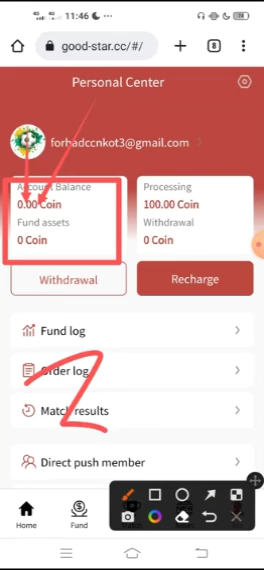 11:46
good-star.cc/#/
8
Personal Center
forhadccnkot3@gmail.com
Account Balance
0.00 Coin
Fund assets
0 Coin
Processing
100.00 Coin
Withdrawal
0 Coin
Withdrawal
Recharge
Fund log
Order log
Match results
Direct push member
Home
Fund
2